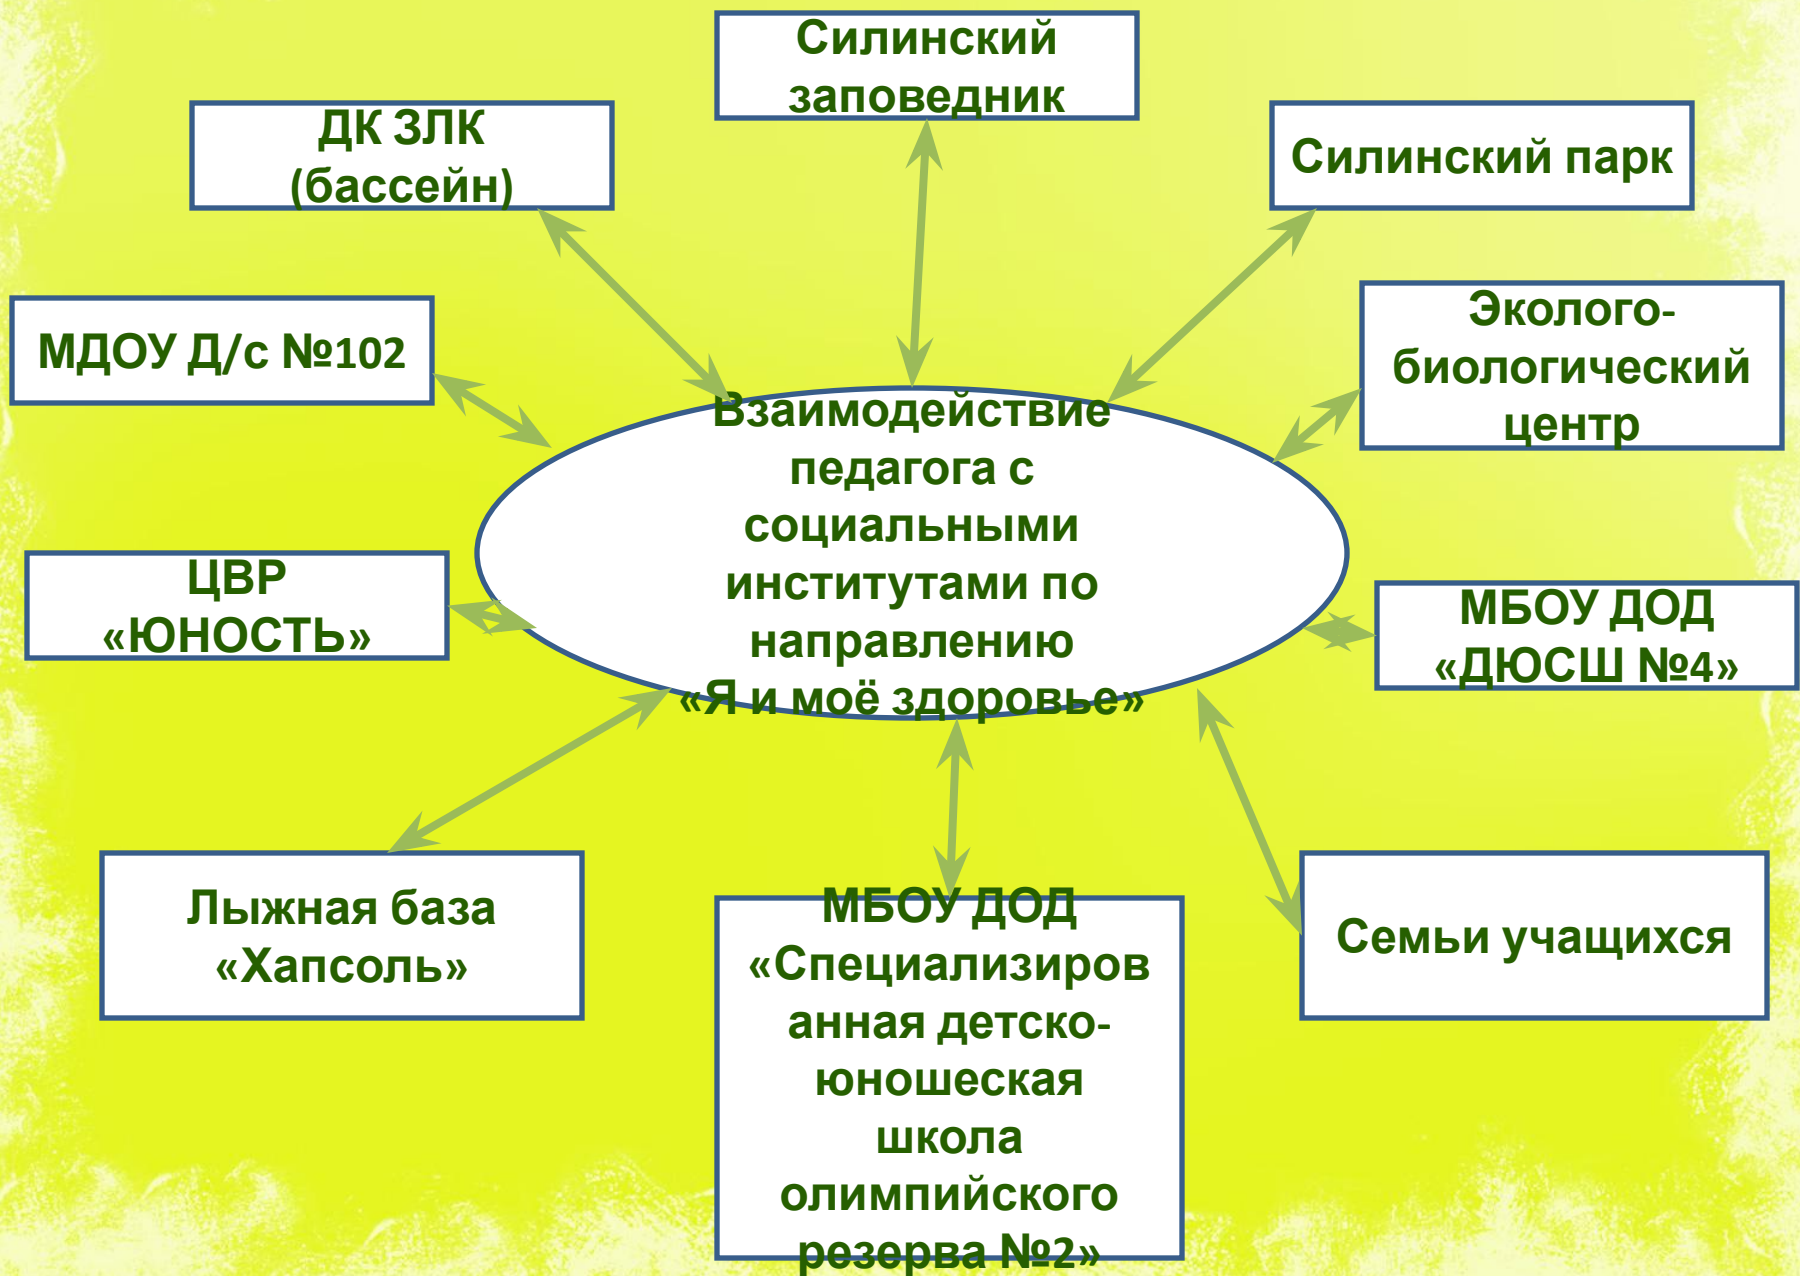 Силинский
заповедник
ДК ЗЛК
(бассейн)
Силинский парк
МДОУ Д/с №102
Эколого-
биологический
центр
Взаимодействие
педагога с
социальными
институтами по
направлению
«Я и моё здоровье»
ЦВР
«ЮНОСТЬ»
МБОУ ДОД
«ДЮСШ №4»
Лыжная база
«Хапсоль»
МБОУ ДОД
«Специализиров
анная детско-
юношеская
школа
олимпийского
резерва №2»
Семьи учащихся